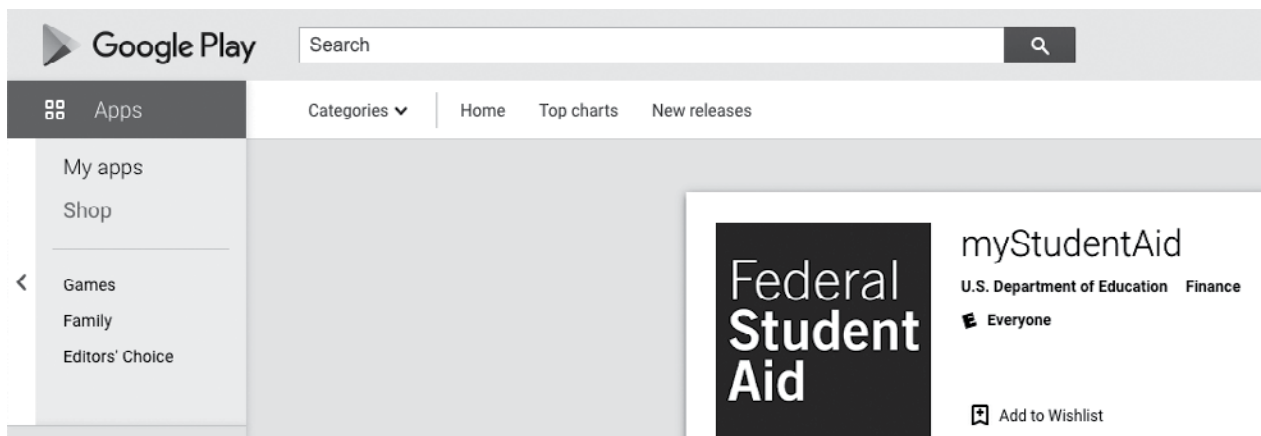 Google Play
Search
Apps
Categories
Home
Top charts
New releases
My apps
Shop
Games
Family
Editors' Choice
Federal
Student
Aid
myStudentAid
U.S. Department of Education Finance
E Everyone
Add to Wishlist